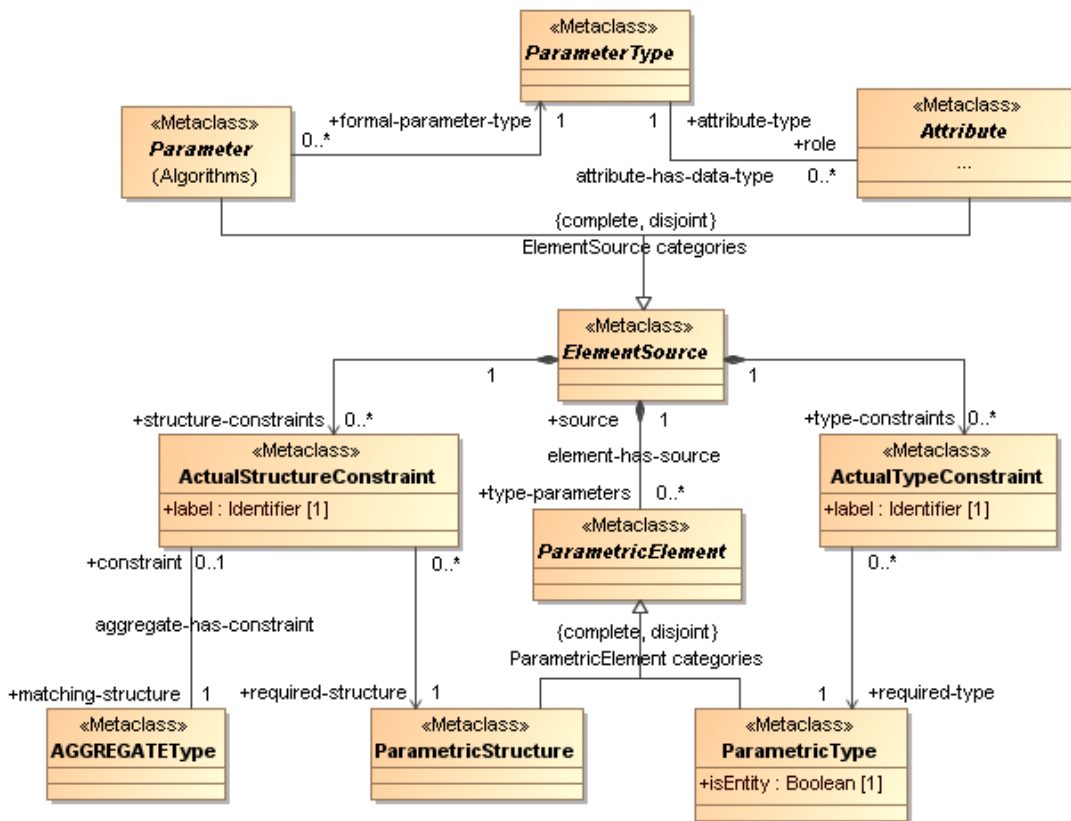 «Metaclass»
ParameterType
+formal-parameter-type
1
1
+attribute-type
«Metaclass»
Parameter
(Algorithms)
0..*
«Metaclass»
Attribute
...
+role
attribute-has-data-type
0..*
{complete, disjoint}
ElementSource categories
«Metaclass»
ElementSource
1
1
+structure-constraints
0..*
+source
1
+type-constraints
0..*
element-has-source
«Metaclass»
ActualStructureConstraint
+label : Identifier [1]
+type-parameters
0..*
«Metaclass»
ActualTypeConstraint
+label : Identifier [1]
«Metaclass»
ParametricElement
+constraint
0..1
0..*
0..*
aggregate-has-constraint
{complete, disjoint}
ParametricElement categories
+matching-structure
1
+required-structure
1
1
+required-type
«Metaclass»
AGGREGATEType
«Metaclass»
ParametricStructure
«Metaclass»
ParametricType
+isEntity : Boolean [1]